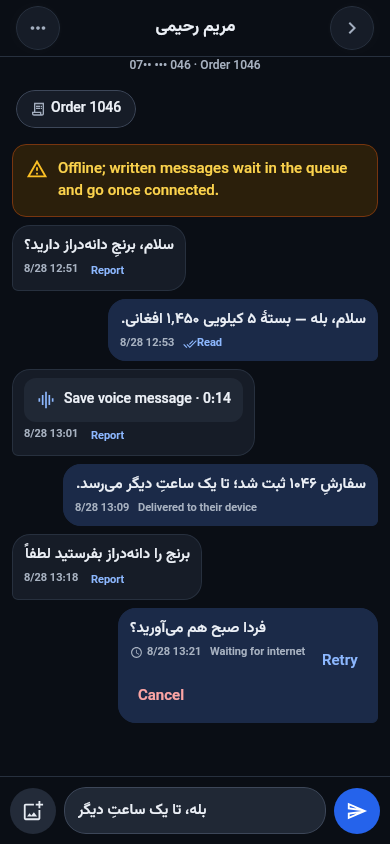 مریم رحیمی
07•• ••• 046 · Order 1046
Order 1046
Offline; written messages wait in the queue
and go once connected.
سلام، برنجِ دانه‌دراز دارید؟
8/28 12:51 Report
سلام، بله — بستهٔ ۵ کیلویی ۱,۴۵۰ افغانی.
8/28 12:53 Read
Save voice message · 0:14
8/28 13:01 Report
سفارشِ ۱۰۴۶ ثبت شد؛ تا یک ساعتِ دیگر می‌رسد.
8/28 13:09 Delivered to their device
برنج را دانه‌دراز بفرستید لطفاً
8/28 13:18 Report
فردا صبح هم می‌آورید؟
8/28 13:21 Waiting for internet Retry
Cancel
بله، تا یک ساعتِ دیگر